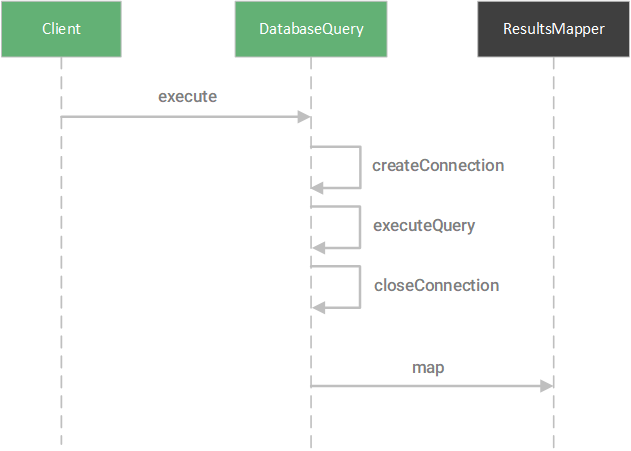 Client
DatabaseQuery
ResultsMapper
execute
createConnection
executeQuery
closeConnection
map